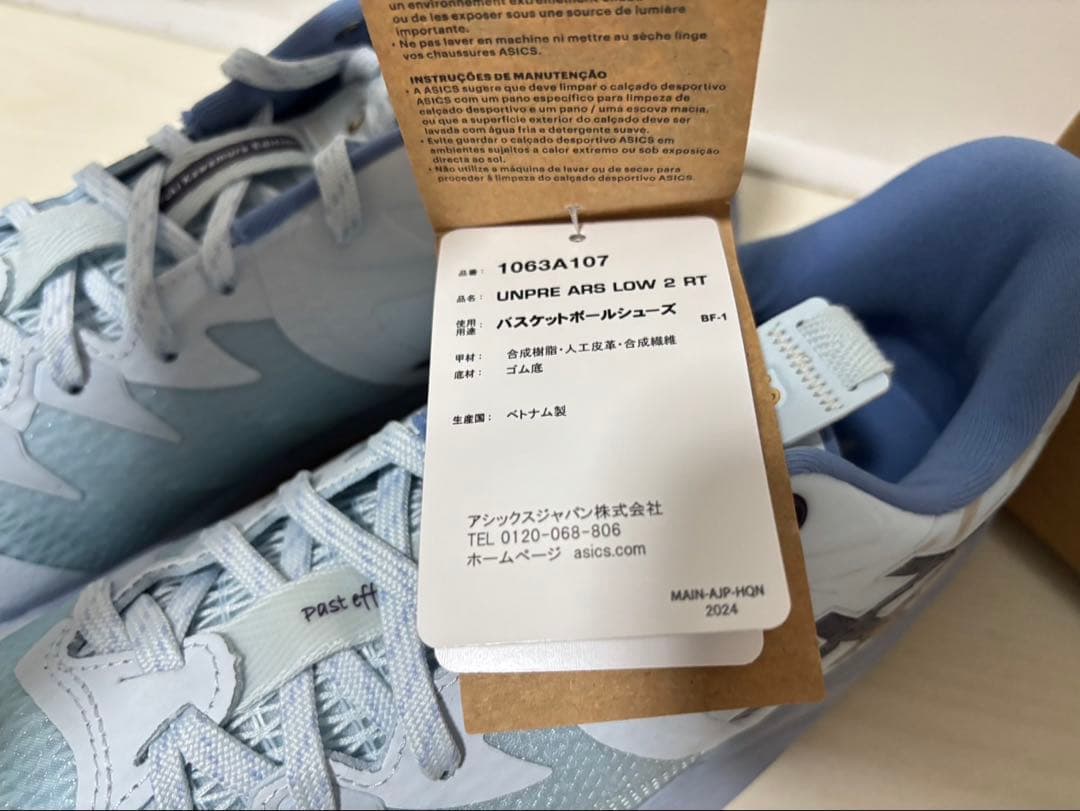 un environnement extrêmement
ou de les exposer sous une source de lumière
importante.
• Ne pas laver en machine ni mettre au sèche linge
vos chaussures ASICS.
INSTRUÇÕES DE MANUTENÇÃO
• A ASICS sugere que deve limpar o calçado desportivo
ASICS com um pano específico para limpeza de
calçado desportivo e um pano / uma escova macia,
ou que a superfície exterior do calçado deve ser
lavada com água fria e detergente suave.
• Evite guardar o calçado desportivo ASICS em
ambientes sujeitos a calor extremo ou sob exposição
directa ao sol.
• Não utilize a máquina de lavar ou de secar para
proceder à limpeza do calçado desportivo ASICS.
品番： 1063A107
品名： UNPRE ARS LOW 2 RT
使用用途： バスケットボールシューズ BF-1
甲材： 合成樹脂・人工皮革・合成繊維
底材： ゴム底
生産国： ベトナム製
アシックスジャパン株式会社
TEL 0120-068-806
ホームページ asics.com
MAIN-AJP-HQN
2024
past eff